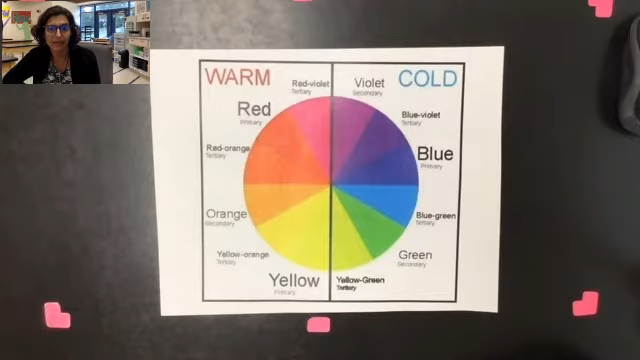 WARM
COLD
Red-violet
Tertiary
Violet
Secondary
Red
Primary
Blue-violet
Tertiary
Red-orange
Tertiary
Blue
Primary
Orange
Secondary
Blue-green
Tertiary
Yellow-orange
Tertiary
Green
Secondary
Yellow
Primary
Yellow-Green
Tertiary